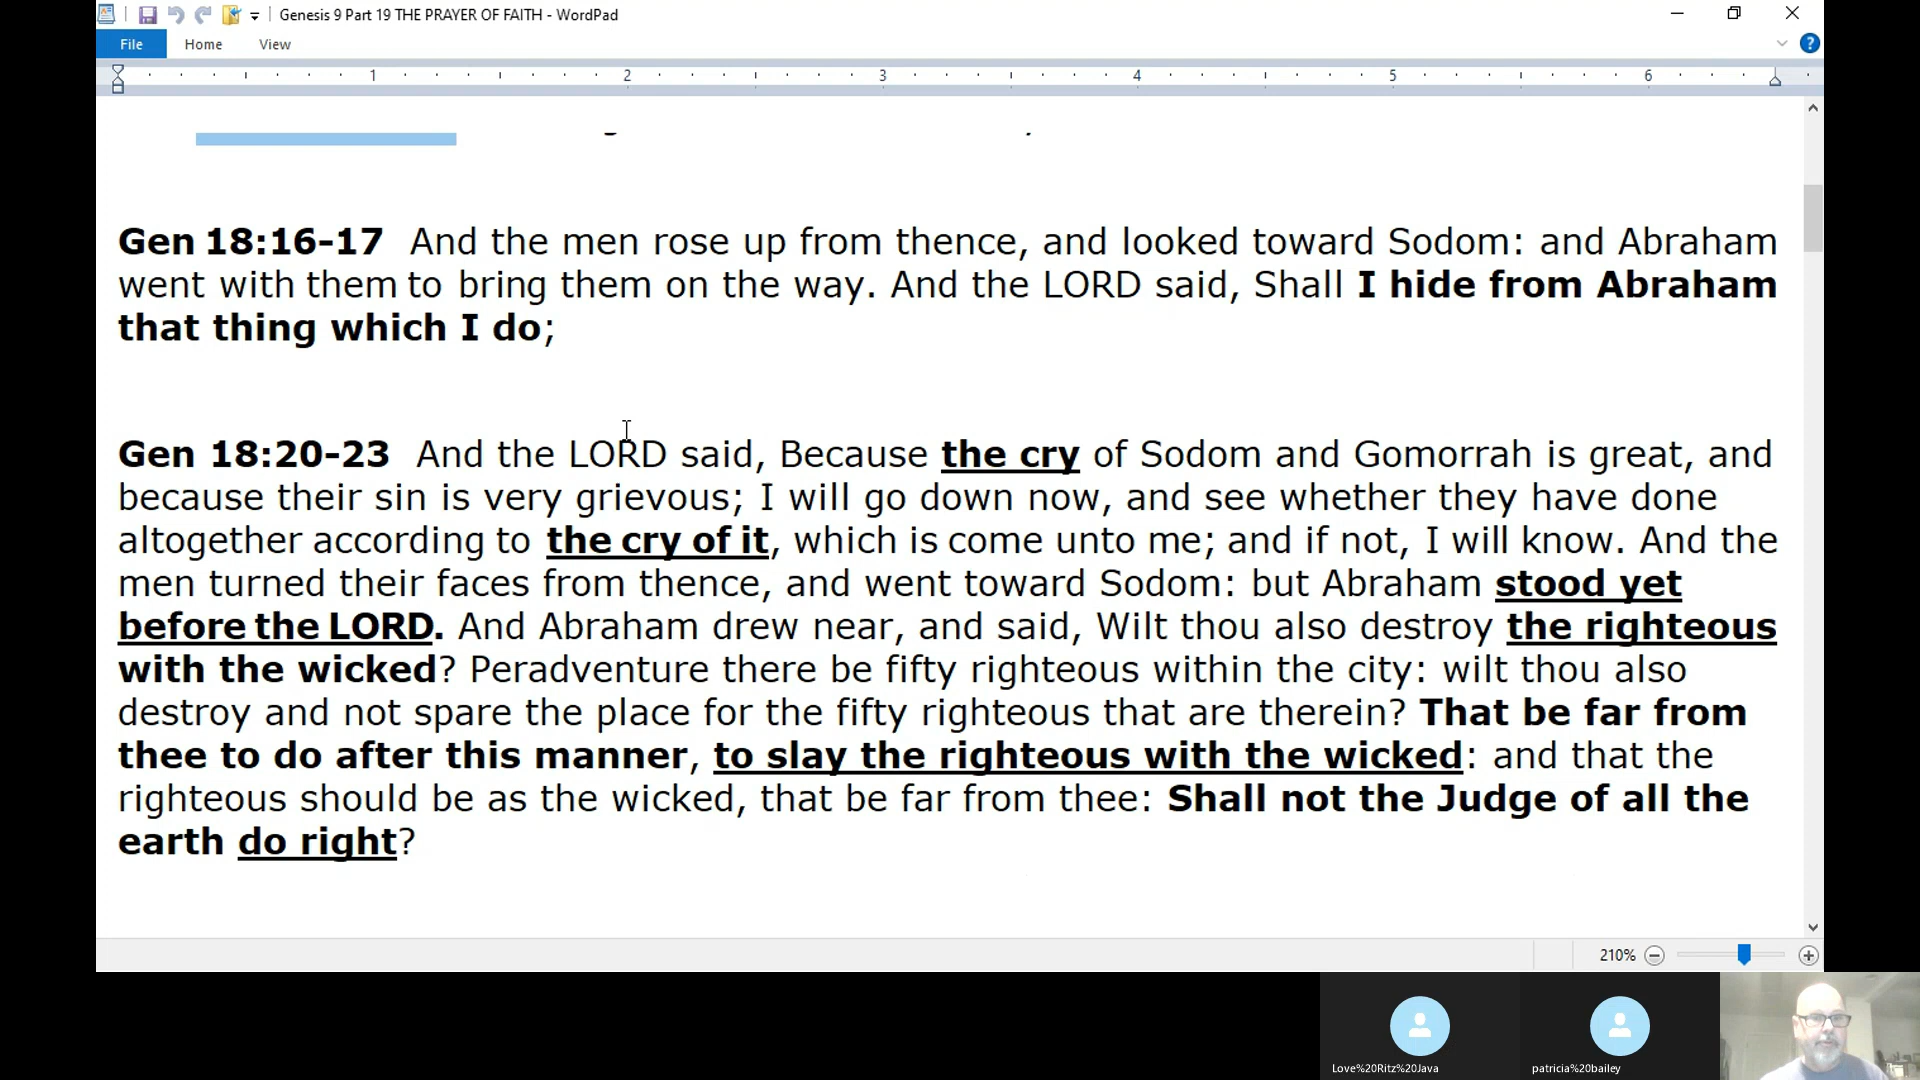 Genesis 9 Part 19 THE PRAYER OF FAITH - WordPad
File Home View
1 2 3 4 5 6
Gen 18:16-17 And the men rose up from thence, and looked toward Sodom: and Abraham
went with them to bring them on the way. And the LORD said, Shall I hide from Abraham
that thing which I do;
Gen 18:20-23 And the LORD said, Because the cry of Sodom and Gomorrah is great, and
because their sin is very grievous; I will go down now, and see whether they have done
altogether according to the cry of it, which is come unto me; and if not, I will know. And the
men turned their faces from thence, and went toward Sodom: but Abraham stood yet
before the LORD. And Abraham drew near, and said, Wilt thou also destroy the righteous
with the wicked? Peradventure there be fifty righteous within the city: wilt thou also
destroy and not spare the place for the fifty righteous that are therein? That be far from
thee to do after this manner, to slay the righteous with the wicked: and that the
righteous should be as the wicked, that be far from thee: Shall not the Judge of all the
earth do right?
210%
Love%20Ritz%20Java patricia%20bailey